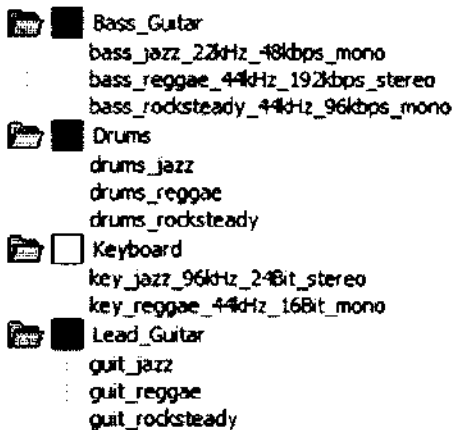 Bass_Guitar
bass_jazz_22kHz_48kbps_mono
bass_reggae_44kHz_192kbps_stereo
bass_rocksteady_44kHz_96kbps_mono
Drums
drums_jazz
drums_reggae
drums_rocksteady
Keyboard
key_jazz_96kHz_24Bit_stereo
key_reggae_44kHz_16Bit_mono
Lead_Guitar
guit_jazz
guit_reggae
guit_rocksteady